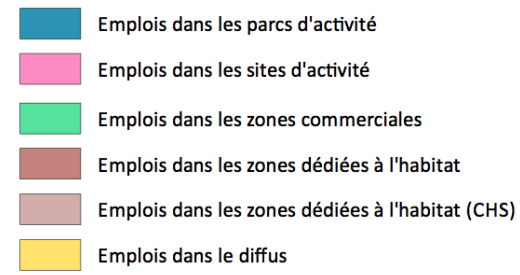 Emplois dans les parcs d'activité
Emplois dans les sites d'activité
Emplois dans les zones commerciales
Emplois dans les zones dédiées à l'habitat
Emplois dans les zones dédiées à l'habitat (CHS)
Emplois dans le diffus